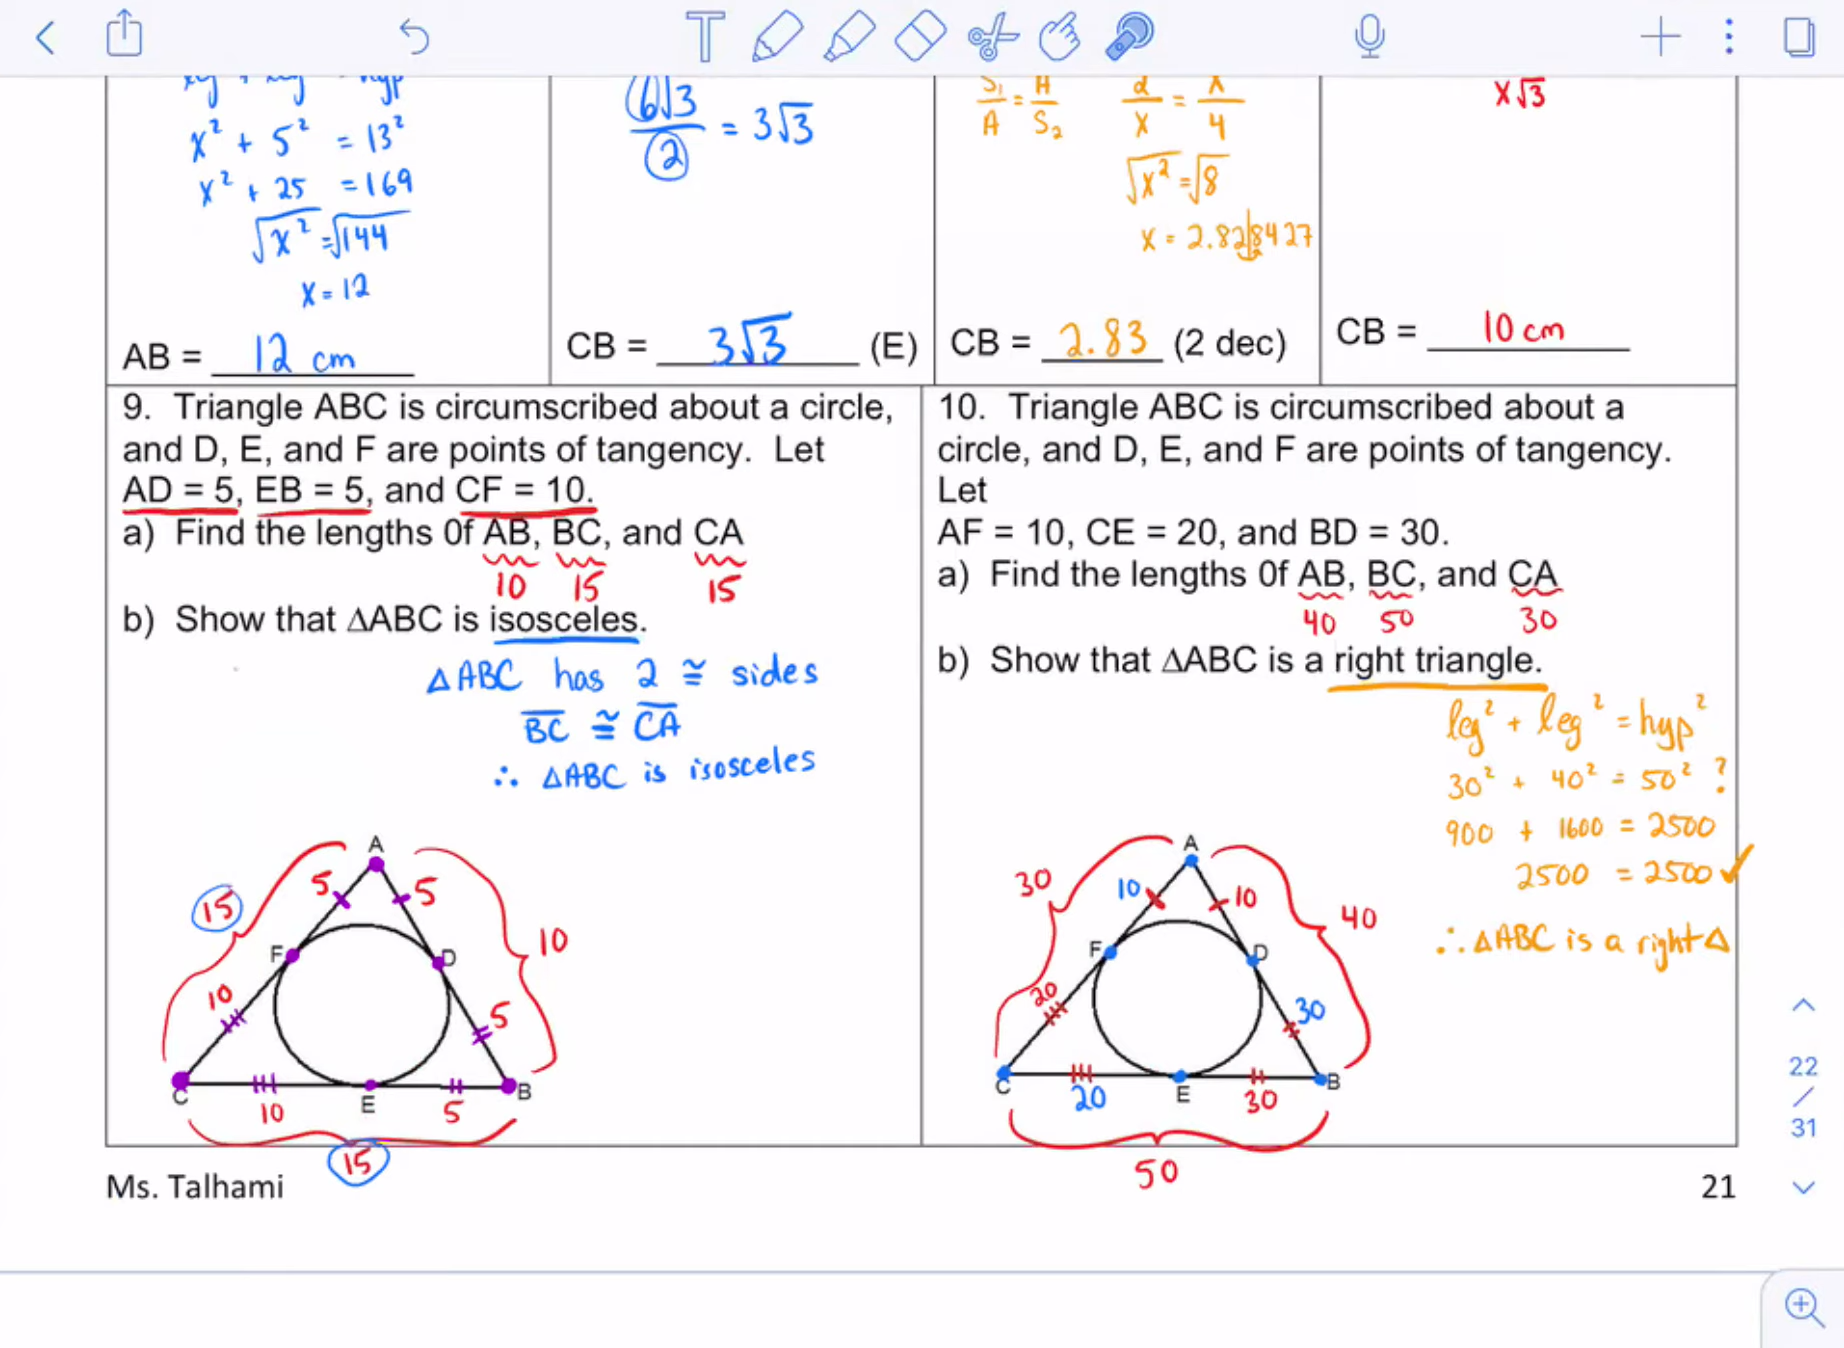 x² + 5² = 13²
x² + 25 = 169
√x² = √144
x = 12
AB = 12 cm
6√3 / 2 = 3√3
CB = 3√3 (E)
S₁/A = H/S₂ 2/x = x/4
√x² = √8
x = 2.828427
CB = 2.83 (2 dec)
x√3
CB = 10 cm
9. Triangle ABC is circumscribed about a circle,
and D, E, and F are points of tangency. Let
AD = 5, EB = 5, and CF = 10.
a) Find the lengths 0f AB, BC, and CA
10 15 15
b) Show that ∆ABC is isosceles.
△ABC has 2 ≅ sides
B̅C̅ ≅ C̅A̅
∴ △ABC is isosceles
A
5 5
15
F D
10
10
5
C E B
10 5
15
10. Triangle ABC is circumscribed about a
circle, and D, E, and F are points of tangency.
Let
AF = 10, CE = 20, and BD = 30.
a) Find the lengths 0f AB, BC, and CA
40 50 30
b) Show that ∆ABC is a right triangle.
leg² + leg² = hyp²
30² + 40² = 50² ?
900 + 1600 = 2500
2500 = 2500 ✓
∴ △ABC is a right △
A
30 10 10
40
F D
20 30
C E B
20 30
50
Ms. Talhami 21
22
/
31